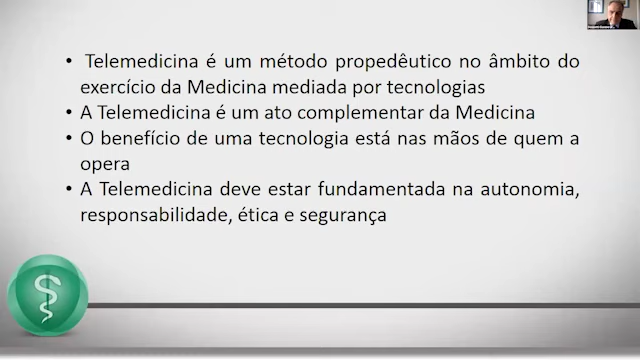 • Telemedicina é um método propedêutico no âmbito do
exercício da Medicina mediada por tecnologias
• A Telemedicina é um ato complementar da Medicina
• O benefício de uma tecnologia está nas mãos de quem a
opera
• A Telemedicina deve estar fundamentada na autonomia,
responsabilidade, ética e segurança